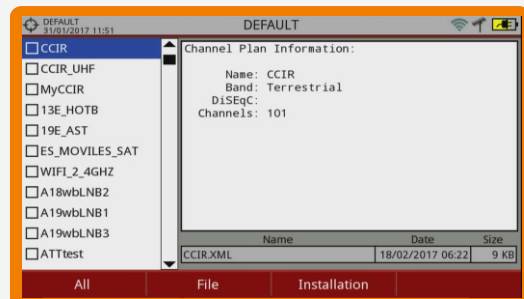 DEFAULT
31/01/2017 11:51
DEFAULT
CCIR
CCIR_UHF
MyCCIR
13E_HOTB
19E_AST
ES_MOVILES_SAT
WIFI_2_4GHZ
A18wbLNB2
A19wbLNB1
A19wbLNB3
ATTtest
Channel Plan Information:
Name: CCIR
Band: Terrestrial
DiSEqC:
Channels: 101
Name Date Size
CCIR.XML 18/02/2017 06:22 9 KB
All File Installation